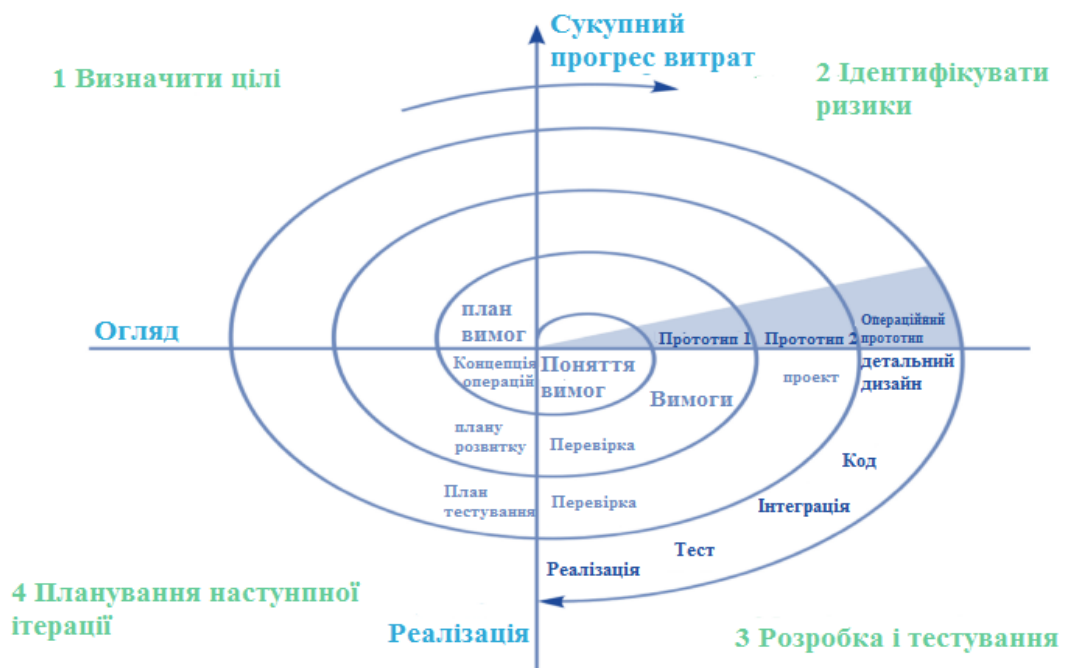 Сукупний
прогрес витрат
1 Визначити цілі
2 Ідентифікувати
ризики
план
вимог
Огляд
Прототип 1
Прототип 2
Операційний
прототип
Концепція
операцій
Поняття
вимог
Вимоги
проект
детальний
дизайн
плану
розвитку
Перевірка
Код
План
тестування
Перевірка
Інтеграція
Тест
Реалізація
4 Планування наступпної
ітерації
Реалізація
3 Розробка і тестування